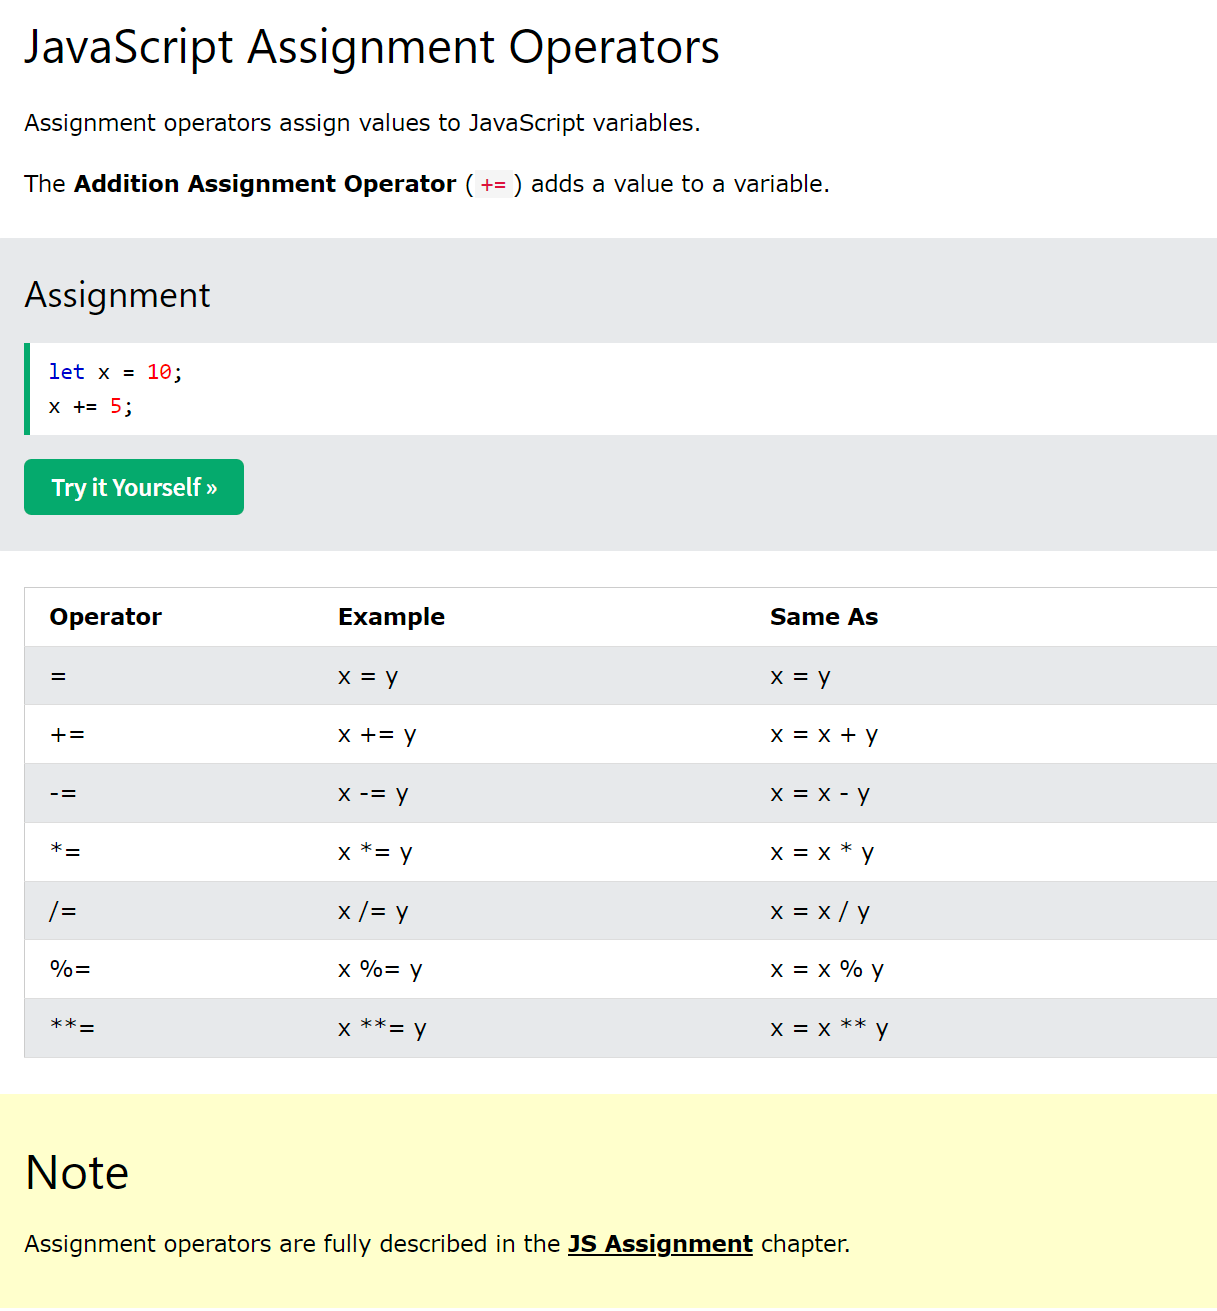 JavaScript Assignment Operators
Assignment operators assign values to JavaScript variables.
The Addition Assignment Operator ( += ) adds a value to a variable.
Assignment
let x = 10;
x += 5;
Try it Yourself »
Operator Example Same As
= x = y x = y
+= x += y x = x + y
-= x -= y x = x - y
*= x *= y x = x * y
/= x /= y x = x / y
%= x %= y x = x % y
**= x **= y x = x ** y
Note
Assignment operators are fully described in the JS Assignment chapter.